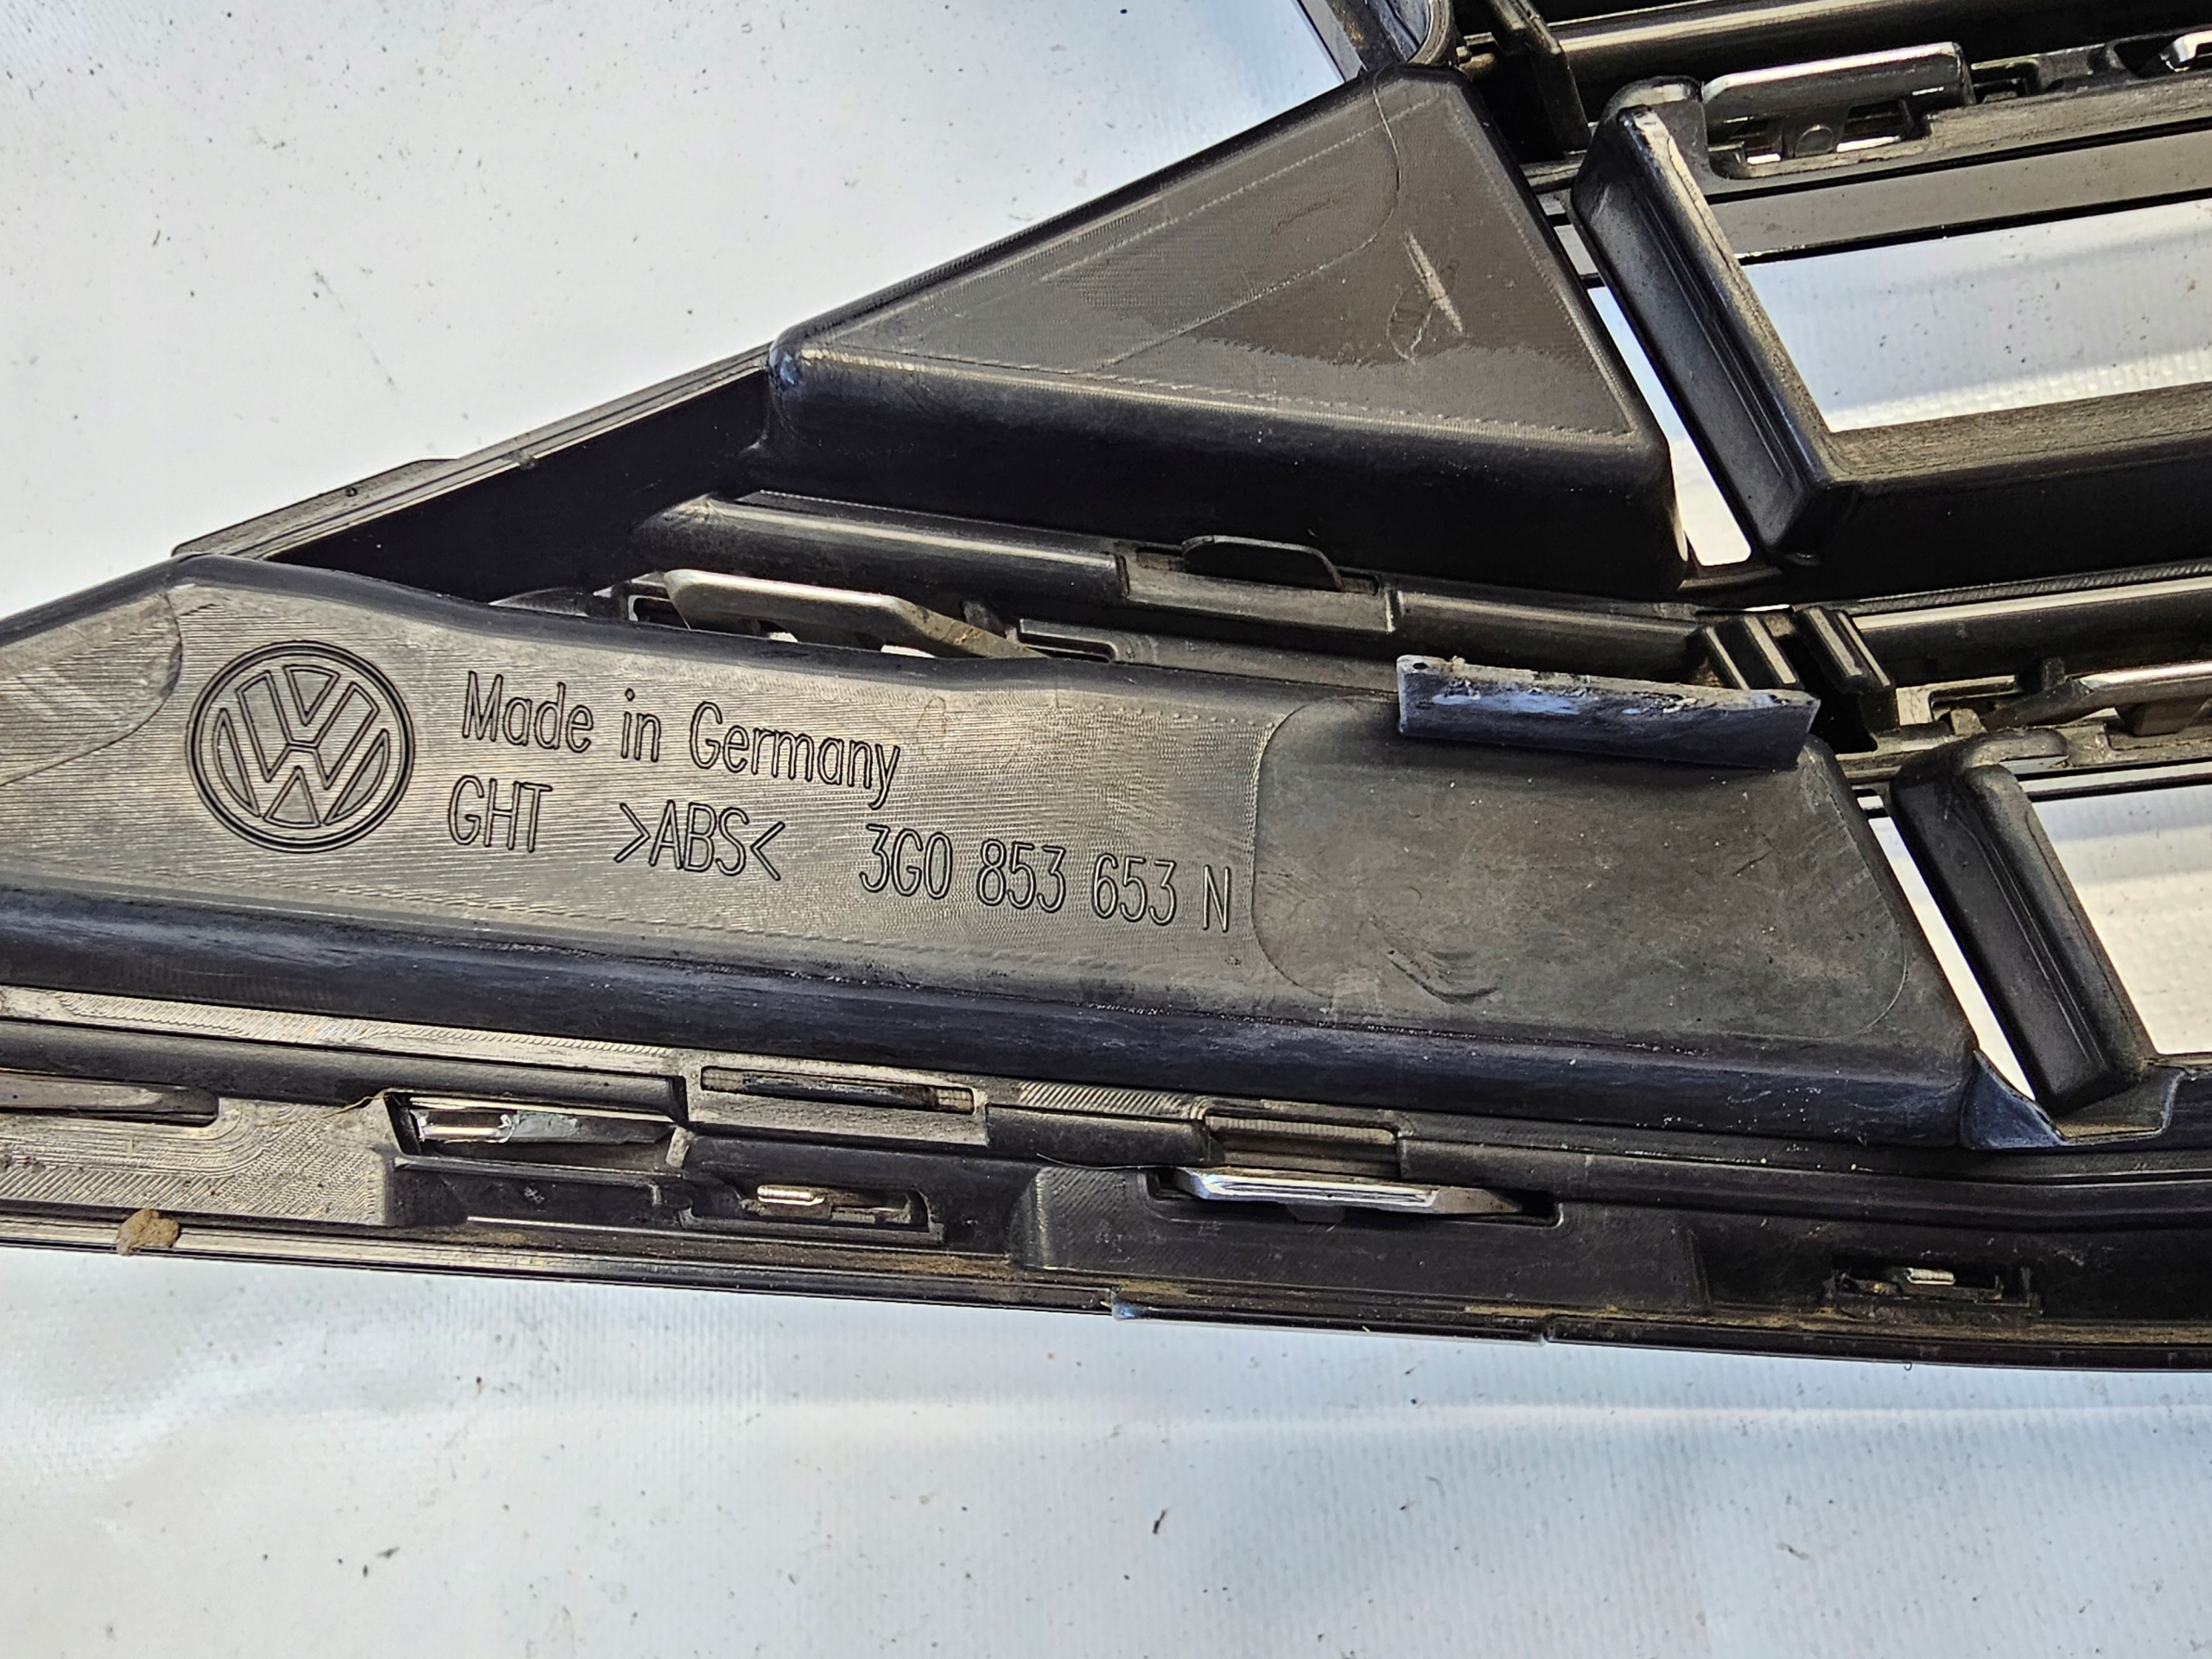 Made in Germany
GHT >ABS< 3G0 853 653 N